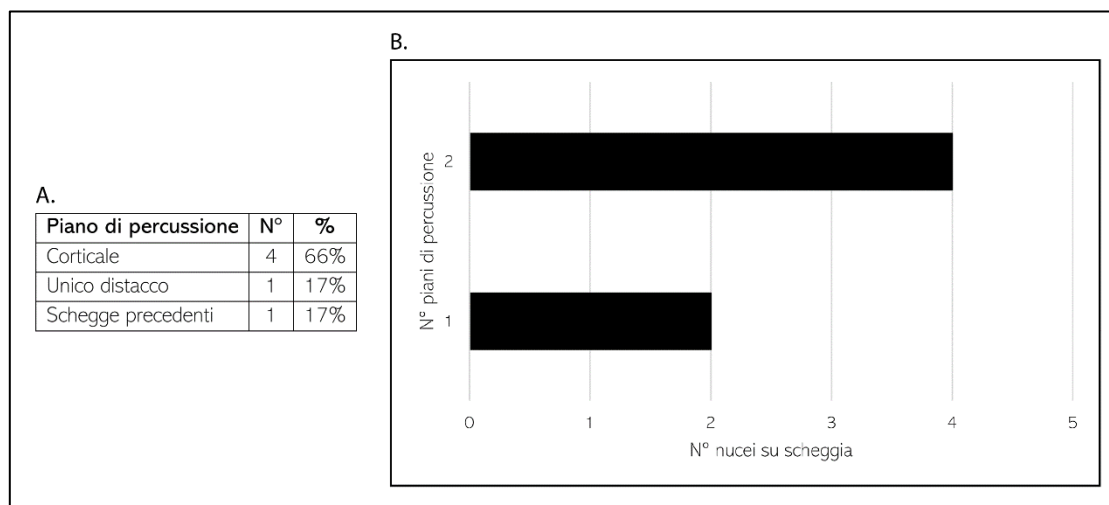 A.
Piano di percussione N° %
Corticale 4 66%
Unico distacco 1 17%
Schegge precedenti 1 17%
B.
N° piani di percussione
2
1
0 1 2 3 4 5
N° nucei su scheggia